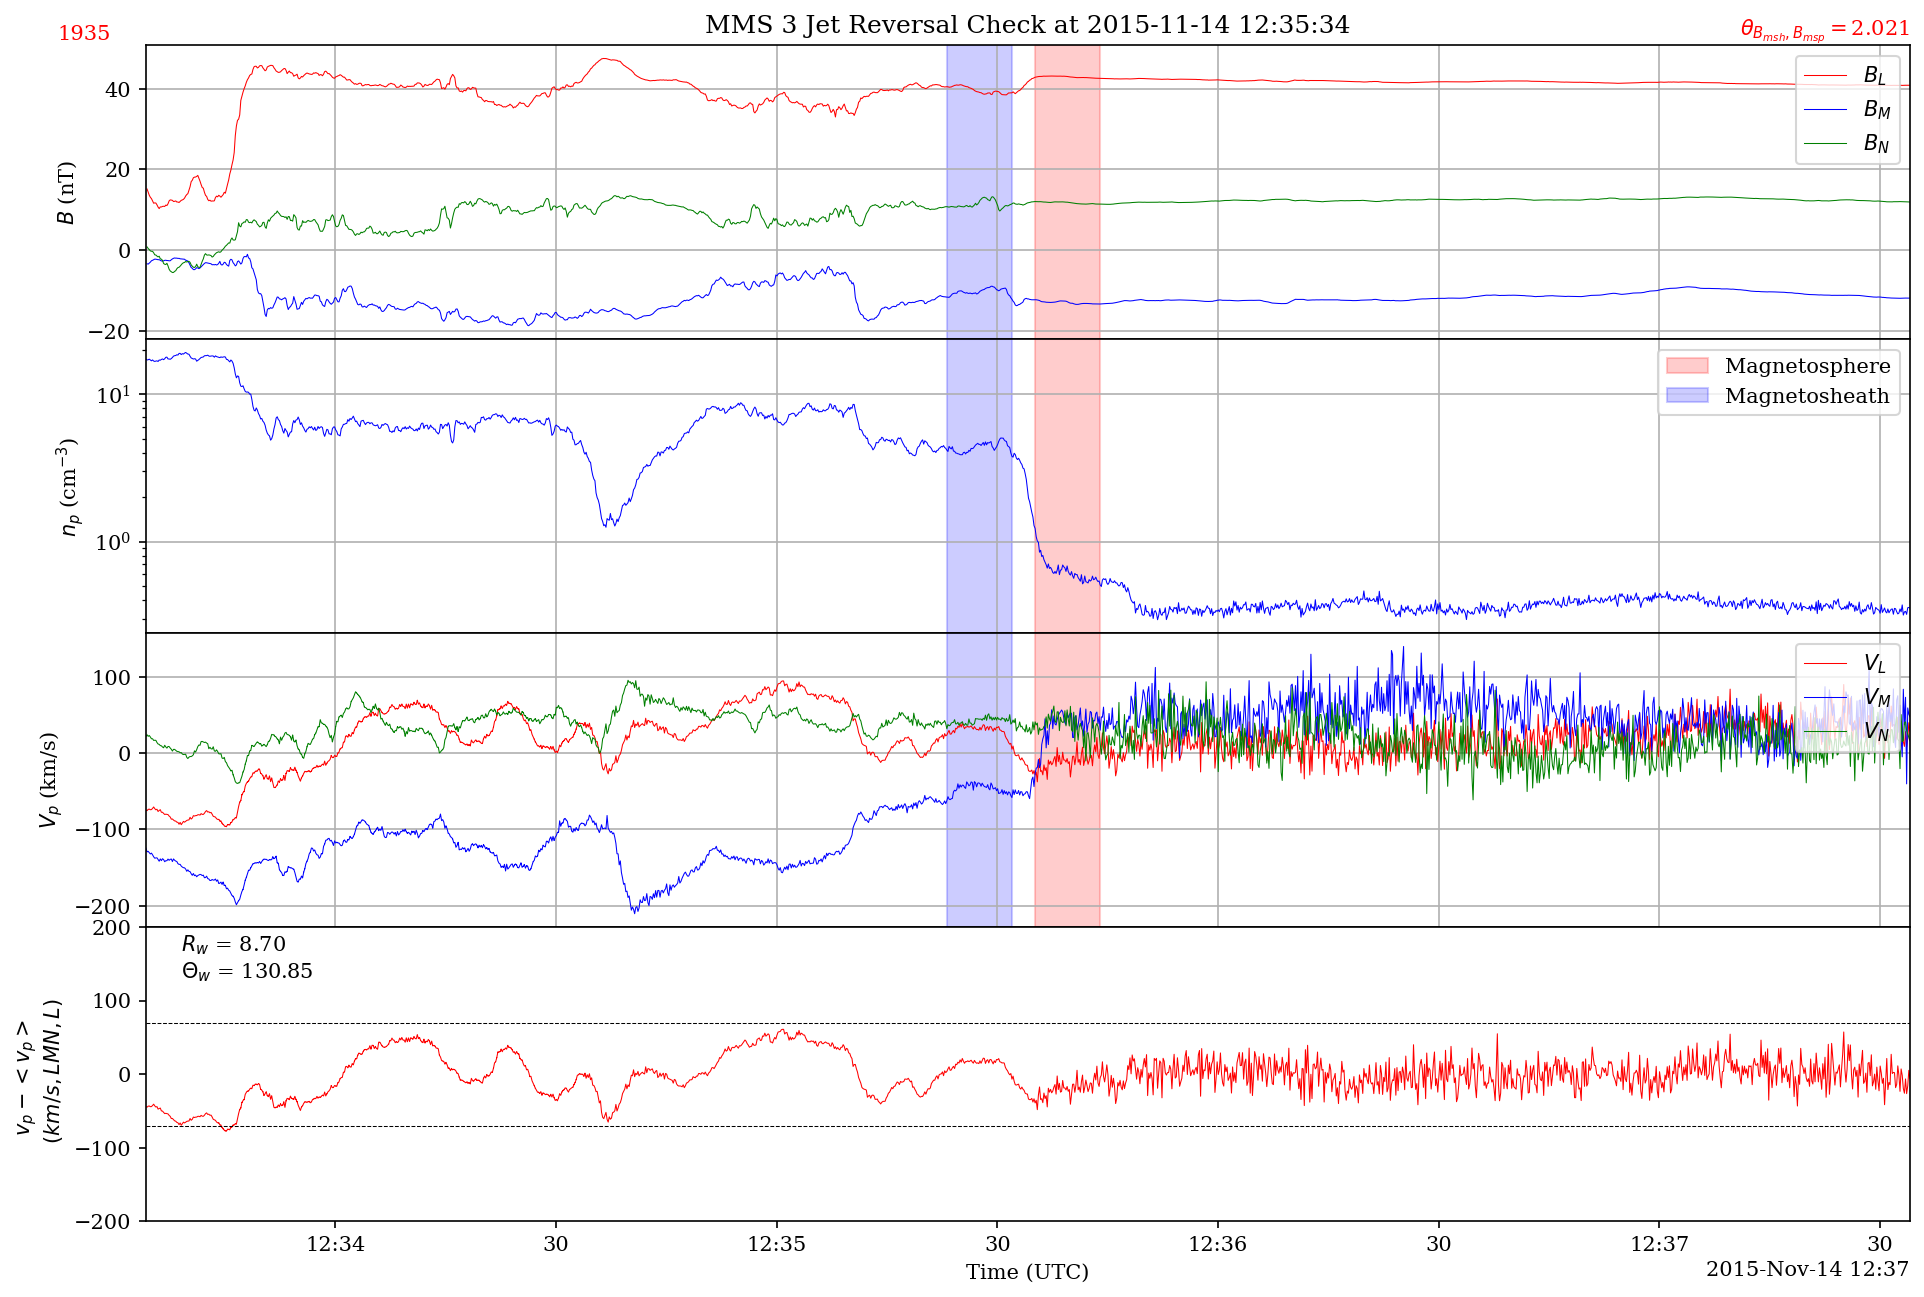 MMS 3 Jet Reversal Check at 2015-11-14 12:35:34
1935
θ_{B_{msh}, B_{msp}} = 2.021
B (nT)
40
20
0
−20
B_L
B_M
B_N
n_p (cm^{−3})
10^1
10^0
Magnetosphere
Magnetosheath
V_p (km/s)
100
0
−100
−200
V_L
V_M
V_N
v_p − < v_p >
(km/s, LMN, L)
200
100
0
−100
−200
R_w = 8.70
Θ_w = 130.85
12:34 30 12:35 30 12:36 30 12:37 30
Time (UTC)
2015-Nov-14 12:37